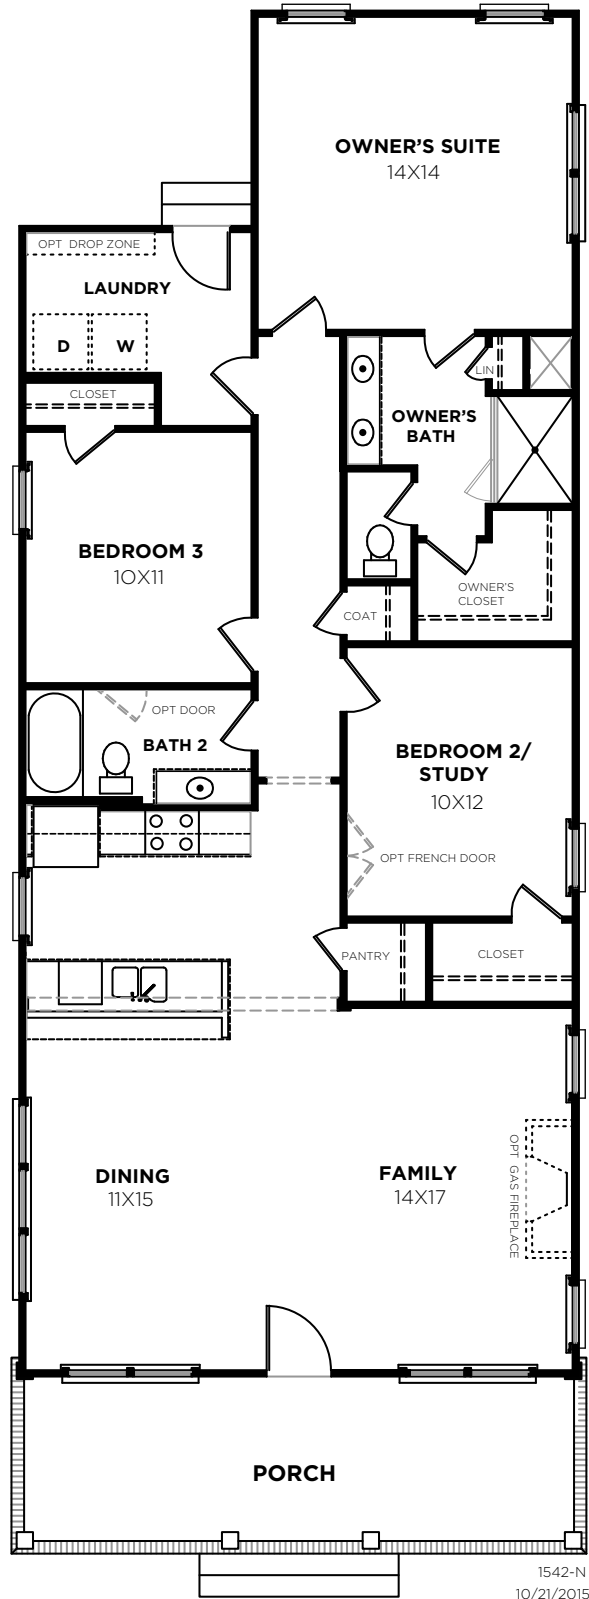 OWNER'S SUITE
14X14
OPT DROP ZONE
LAUNDRY
D
W
CLOSET
LIN
OWNER'S
BATH
BEDROOM 3
10X11
OWNER'S
CLOSET
COAT
OPT DOOR
BATH 2
BEDROOM 2/
STUDY
10X12
OPT FRENCH DOOR
PANTRY
CLOSET
DINING
11X15
FAMILY
14X17
OPT GAS FIREPLACE
PORCH
1542-N
10/21/2015